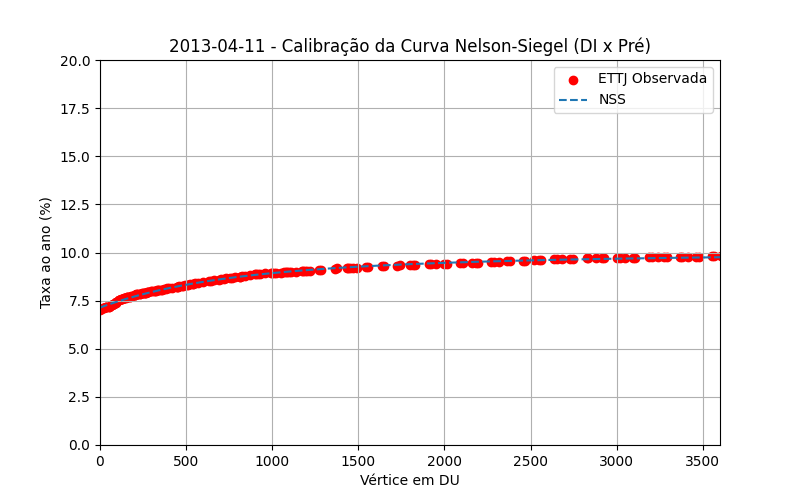 2013-04-11 - Calibração da Curva Nelson-Siegel (DI x Pré)
ETTJ Observada
NSS
Taxa ao ano (%)
20.0
17.5
15.0
12.5
10.0
7.5
5.0
2.5
0.0
0 500 1000 1500 2000 2500 3000 3500
Vértice em DU